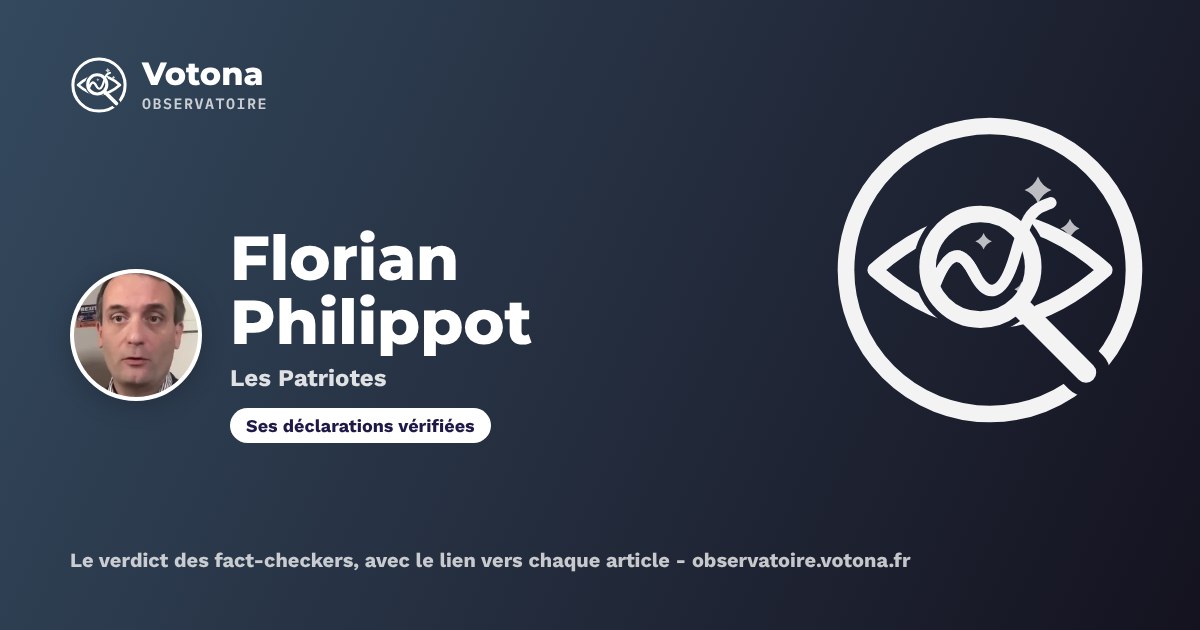 Votona
OBSERVATOIRE
Florian
Philippot
Les Patriotes
Ses déclarations vérifiées
Le verdict des fact-checkers, avec le lien vers chaque article - observatoire.votona.fr